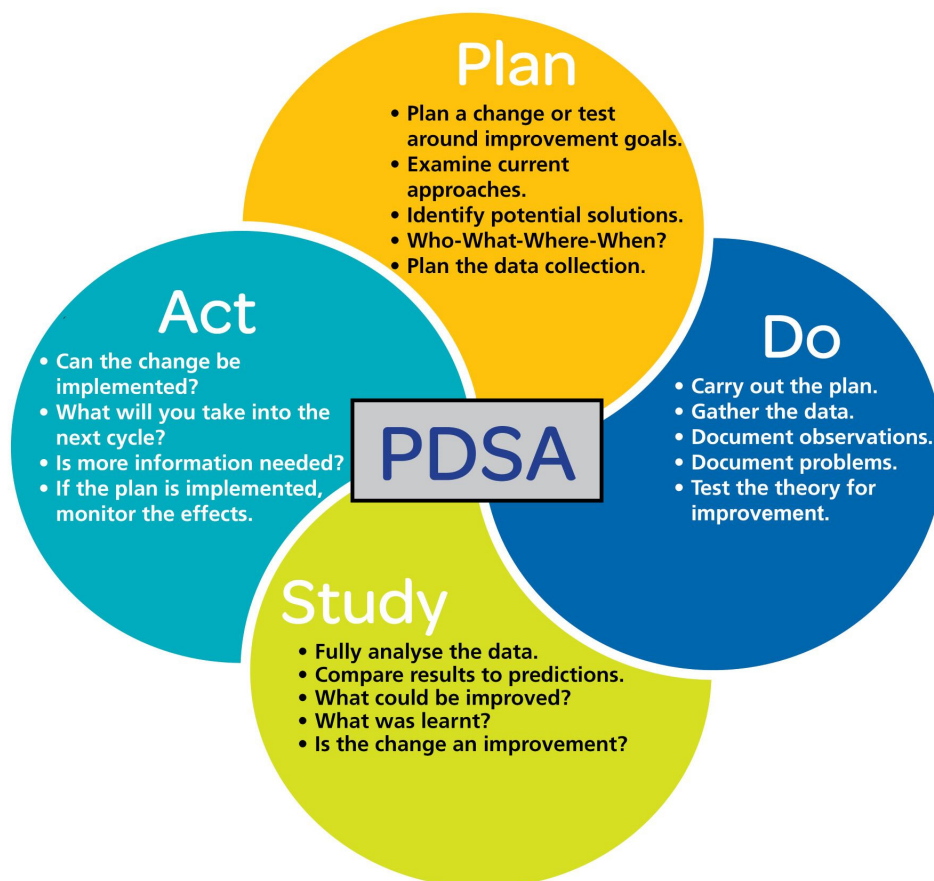 Plan
• Plan a change or test
around improvement goals.
• Examine current
approaches.
• Identify potential solutions.
• Who-What-Where-When?
• Plan the data collection.
Do
• Carry out the plan.
• Gather the data.
• Document observations.
• Document problems.
• Test the theory for
improvement.
Study
• Fully analyse the data.
• Compare results to predictions.
• What could be improved?
• What was learnt?
• Is the change an improvement?
Act
• Can the change be
implemented?
• What will you take into the
next cycle?
• Is more information needed?
• If the plan is implemented,
monitor the effects.
PDSA